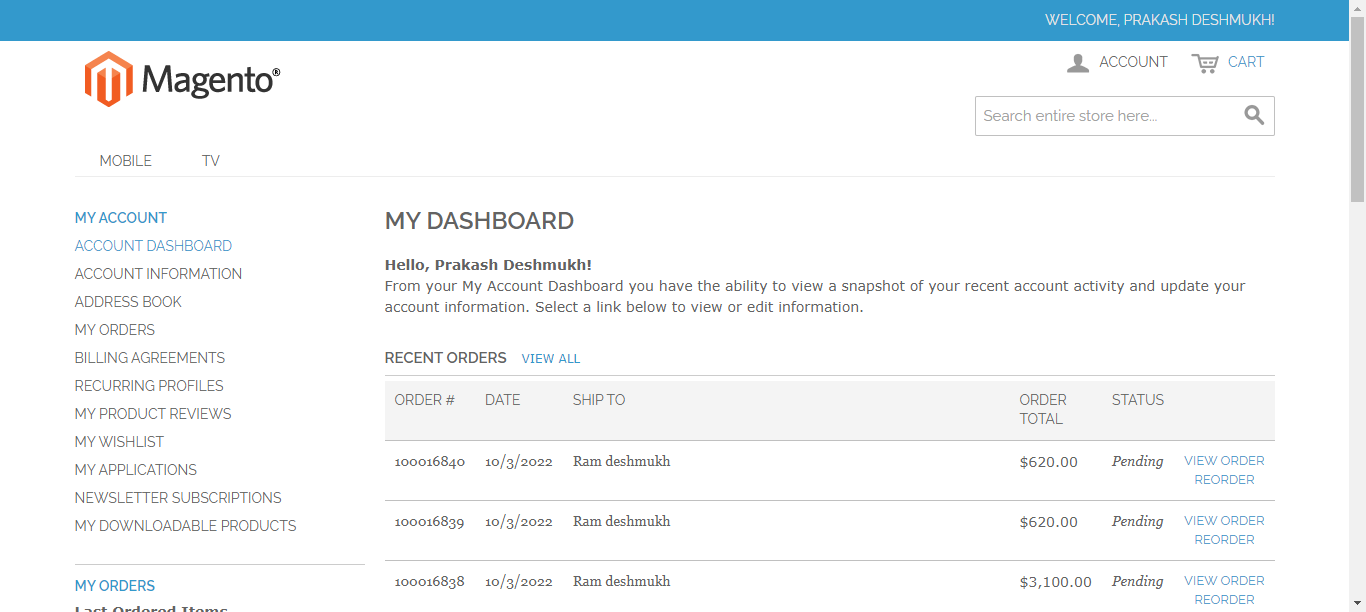 WELCOME, PRAKASH DESHMUKH!
Magento®
ACCOUNT
CART
Search entire store here...
MOBILE
TV
MY ACCOUNT
ACCOUNT DASHBOARD
ACCOUNT INFORMATION
ADDRESS BOOK
MY ORDERS
BILLING AGREEMENTS
RECURRING PROFILES
MY PRODUCT REVIEWS
MY WISHLIST
MY APPLICATIONS
NEWSLETTER SUBSCRIPTIONS
MY DOWNLOADABLE PRODUCTS
MY ORDERS
Last Ordered Items
MY DASHBOARD
Hello, Prakash Deshmukh!
From your My Account Dashboard you have the ability to view a snapshot of your recent account activity and update your
account information. Select a link below to view or edit information.
RECENT ORDERS VIEW ALL
ORDER # DATE SHIP TO ORDER TOTAL STATUS
100016840 10/3/2022 Ram deshmukh $620.00 Pending VIEW ORDER
REORDER
100016839 10/3/2022 Ram deshmukh $620.00 Pending VIEW ORDER
REORDER
100016838 10/3/2022 Ram deshmukh $3,100.00 Pending VIEW ORDER
REORDER